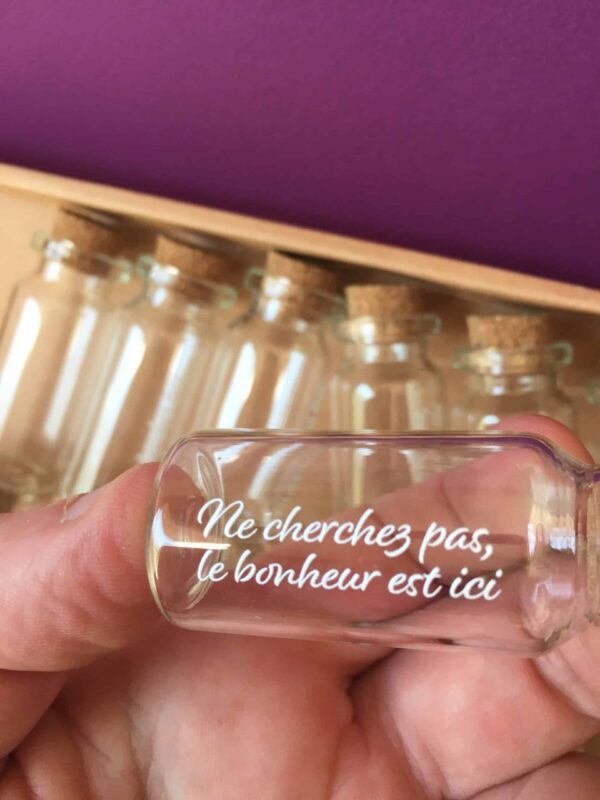 Ne cherchez pas,
le bonheur est ici